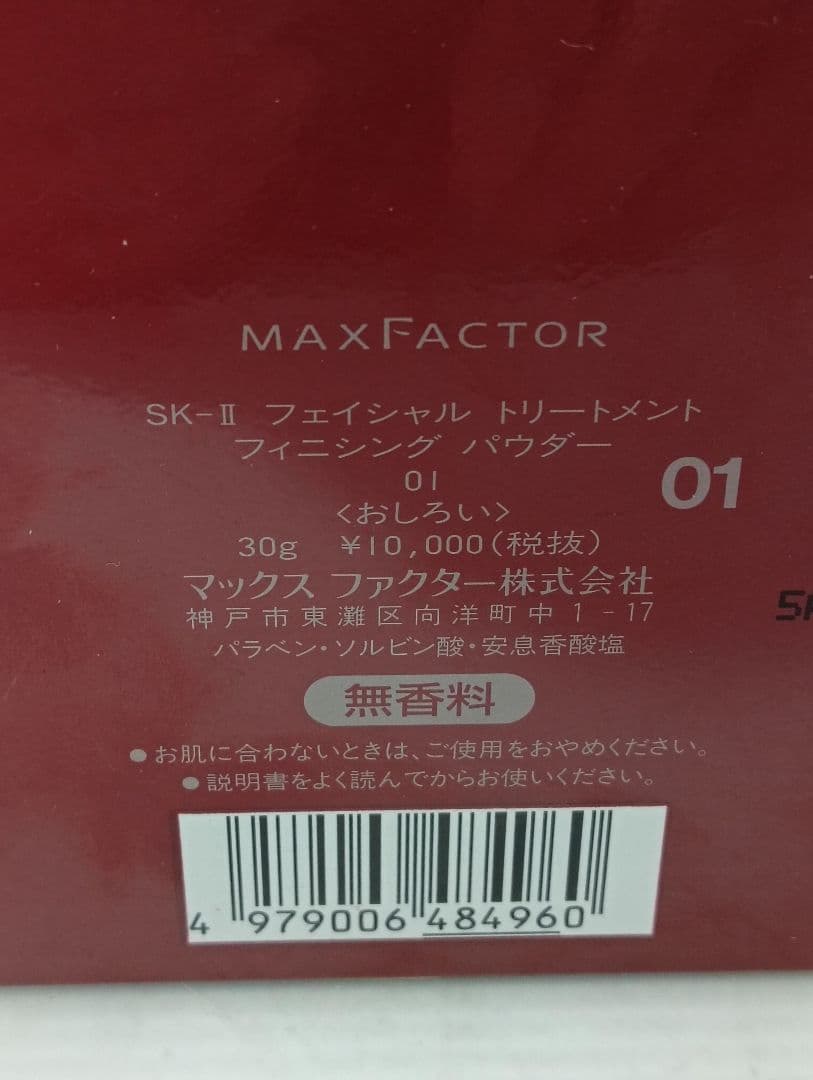 MAXFACTOR
SK-II フェイシャル トリートメント
フィニシング パウダー
01
01
<おしろい>
30g ¥10,000(税抜)
マックス ファクター株式会社
神戸市東灘区向洋町中1-17
パラベン・ソルビン酸・安息香酸塩
無香料
●お肌に合わないときは、ご使用をおやめください。
●説明書をよく読んでからお使いください。
4 979006 484960